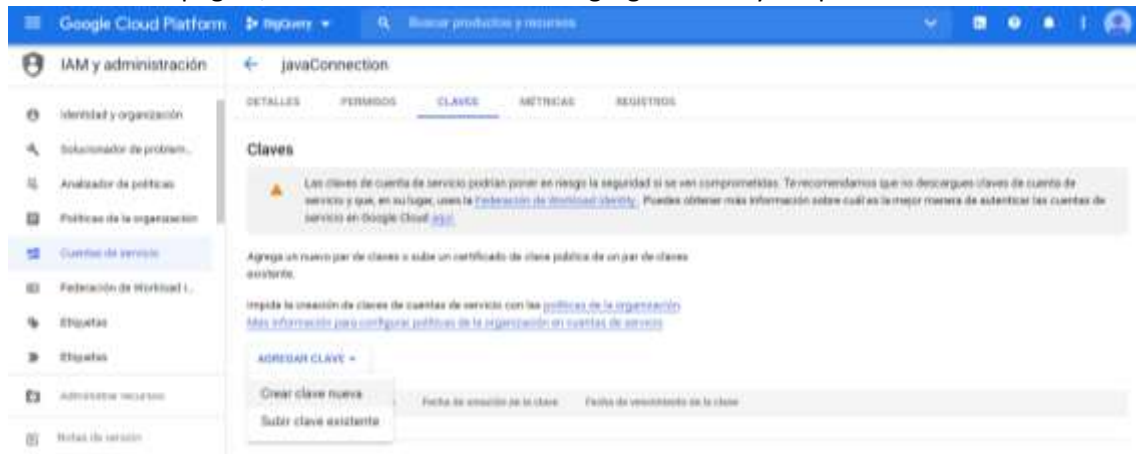 Google Cloud Platform
Buscar productos y recursos
IAM y administración
javaConnection
DETALLES PERMISOS CLAVES MÉTRICAS REGISTROS
Identidad y organización
Solucionador de problem...
Analizador de políticas
Políticas de la organización
Cuentas de servicio
Federación de Workload I...
Etiquetas
Etiquetas
Administrar recursos
Notas de versión
Claves
Las claves de cuenta de servicio podrían poner en riesgo la seguridad si se ven comprometidas. Te recomendamos que no descargues claves de cuenta de
servicio y que, en su lugar, uses la Federación de Workload Identity. Puedes obtener más información sobre cuál es la mejor manera de autenticar las cuentas de
servicio en Google Cloud aquí.
Agrega un nuevo par de claves o sube un certificado de clave pública de un par de claves
existente.
Impide la creación de claves de cuentas de servicio con las políticas de la organización.
Más información para configurar políticas de la organización en cuentas de servicio
AGREGAR CLAVE
Crear clave nueva
Subir clave existente
Fecha de creación de la clave Fecha de vencimiento de la clave